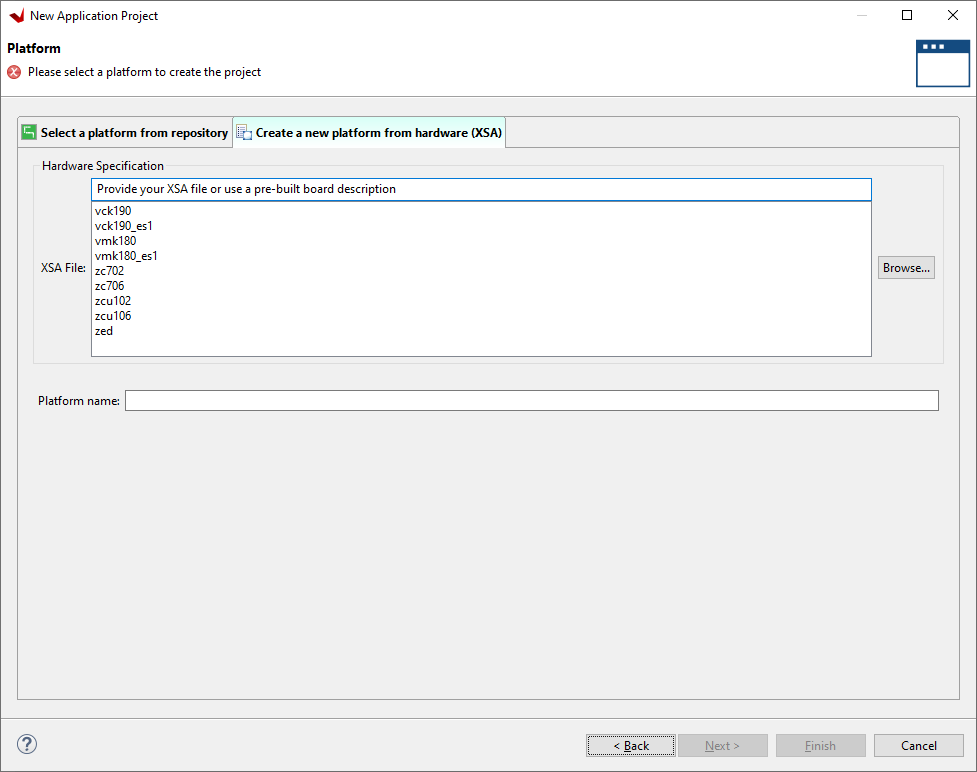 New Application Project
Platform
Please select a platform to create the project
Select a platform from repository
Create a new platform from hardware (XSA)
Hardware Specification
Provide your XSA file or use a pre-built board description
vck190
vck190_es1
vmk180
vmk180_es1
XSA File:
zc702
zc706
zcu102
zcu106
zed
Browse...
Platform name:
?
< Back
Next >
Finish
Cancel